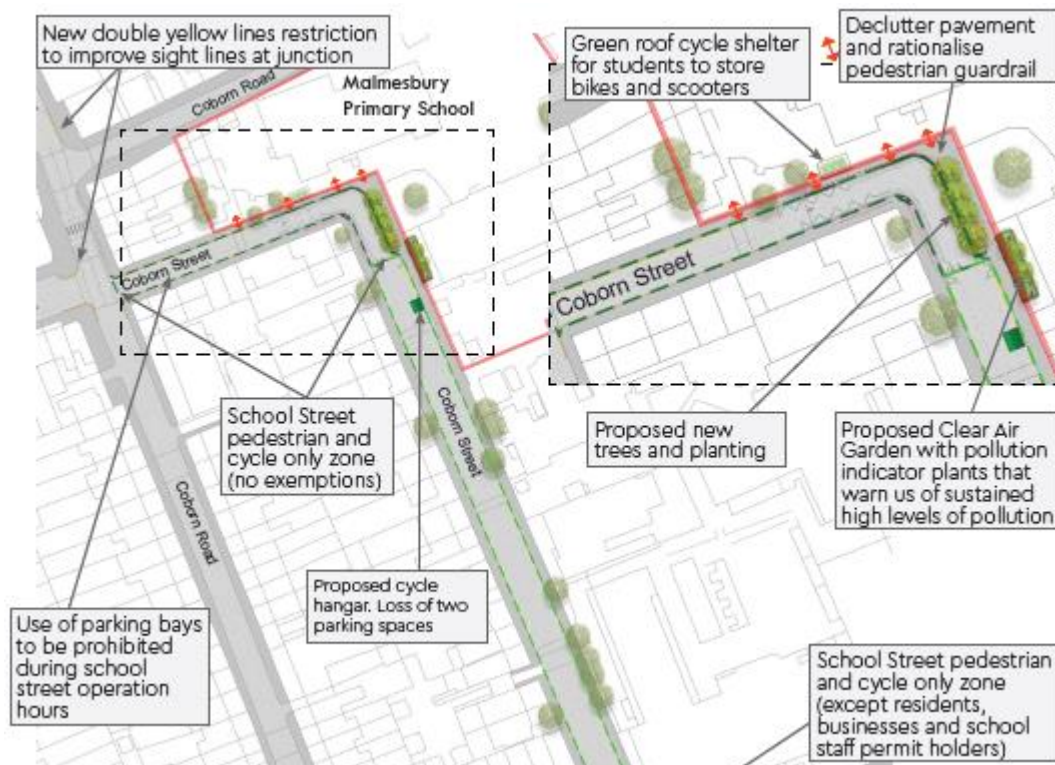 New double yellow lines restriction
to improve sight lines at junction
Malmesbury
Primary School
Coborn Road
Green roof cycle shelter
for students to store
bikes and scooters
Declutter pavement
and rationalise
pedestrian guardrail
Coborn Street
Coborn Street
School Street
pedestrian and
cycle only zone
(no exemptions)
Coborn Street
Proposed new
trees and planting
Proposed Clear Air
Garden with pollution
indicator plants that
warn us of sustained
high levels of pollution
Coborn Road
Use of parking bays
to be prohibited
during school
street operation
hours
Proposed cycle
hangar. Loss of two
parking spaces
School Street pedestrian
and cycle only zone
(except residents,
businesses and school
staff permit holders)